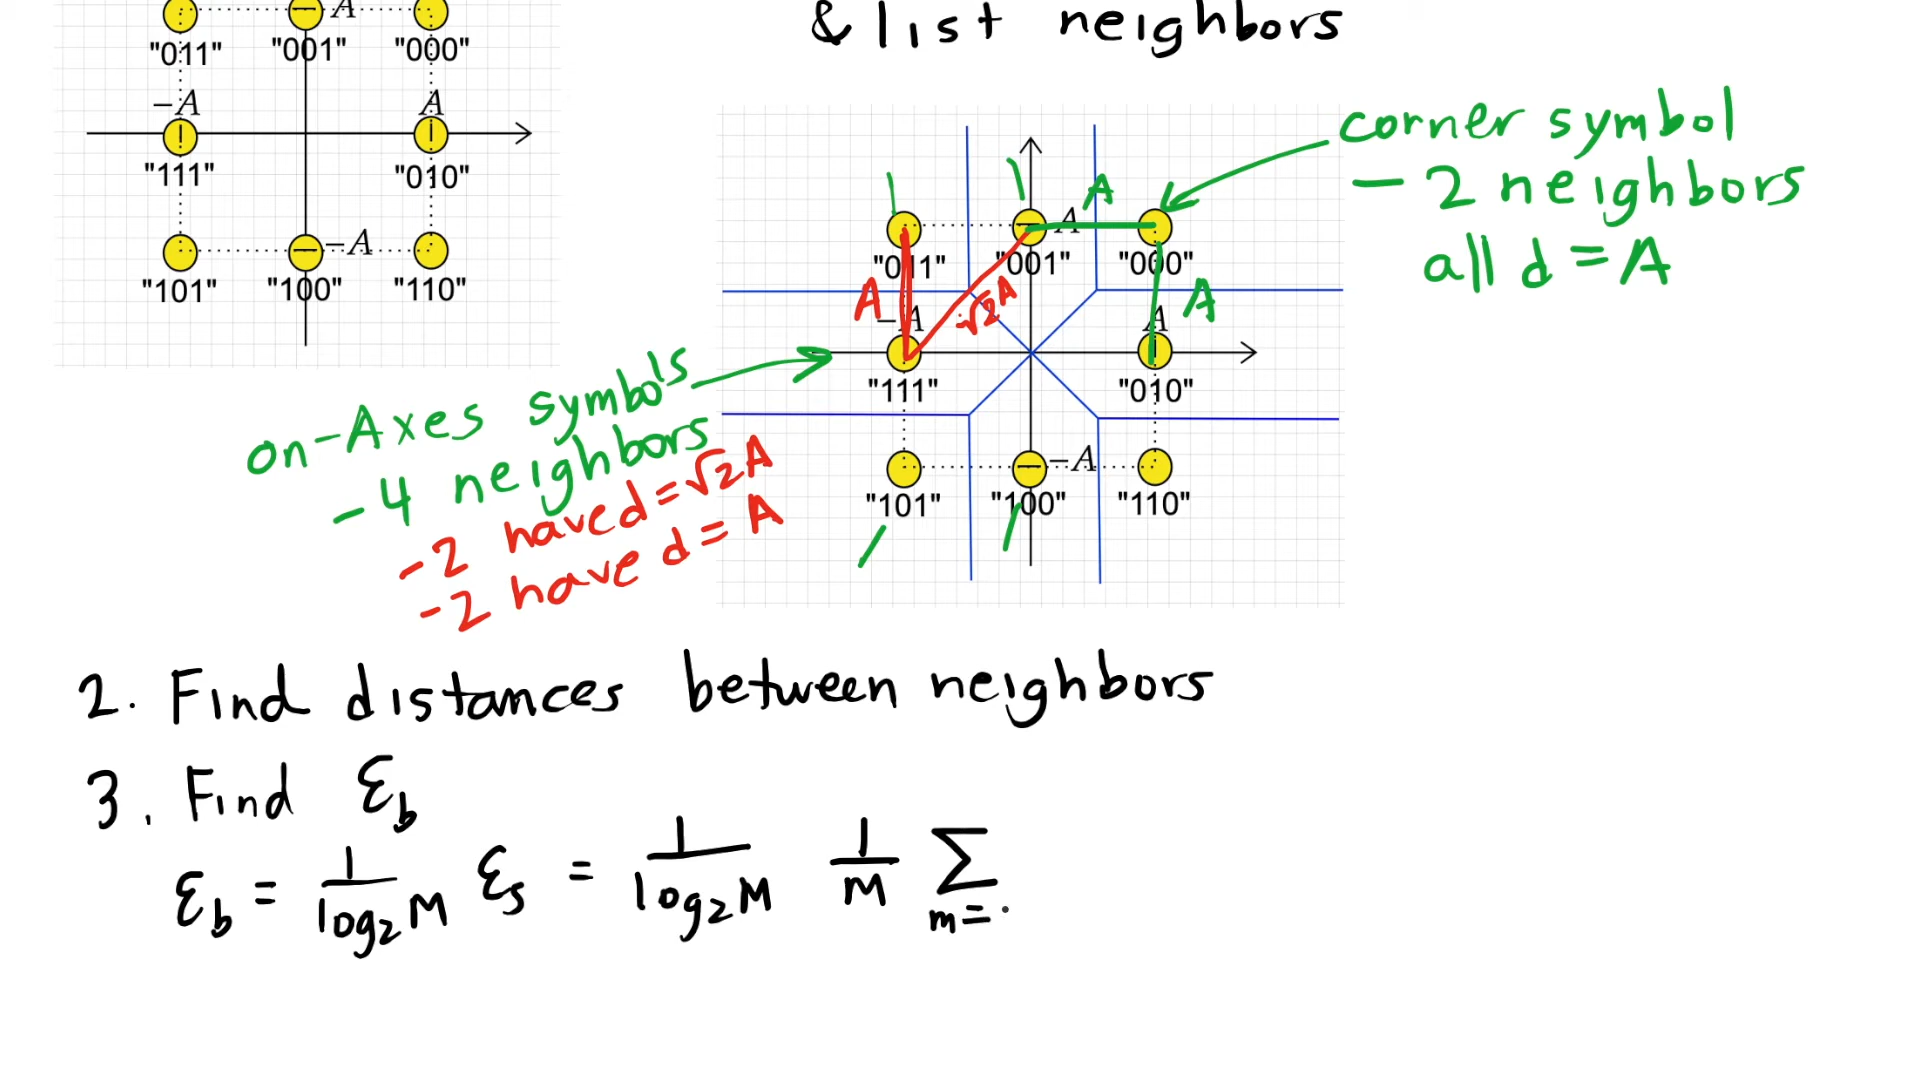 & list neighbors
A
"011" "001" "000"
−A A
"111" "010"
−A
"101" "100" "110"
corner symbol
− 2 neighbors
all d = A
A
A
"011" "001" "000"
A √2A A
−A A
"111" "010"
−A
"101" "100" "110"
on-Axes symbols
− 4 neighbors
− 2 have d = √2A
− 2 have d = A
2. Find distances between neighbors
3. Find ℰb
ℰb = 1/log2M ℰs = 1/log2M 1/M Σ m=